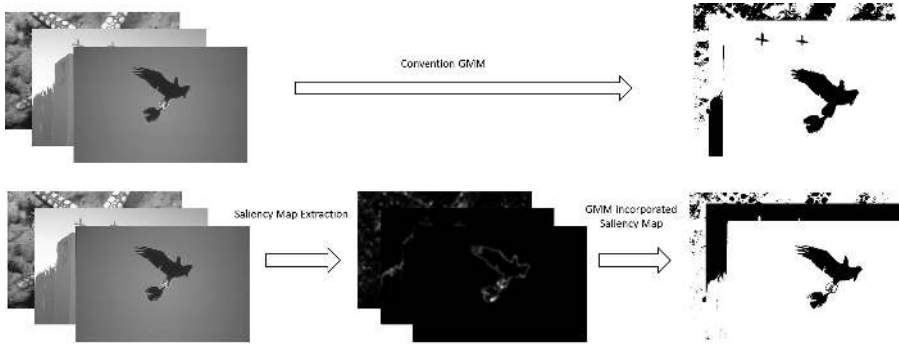 Convention GMM
Saliency Map Extraction
GMM Incorporated
Saliency Map